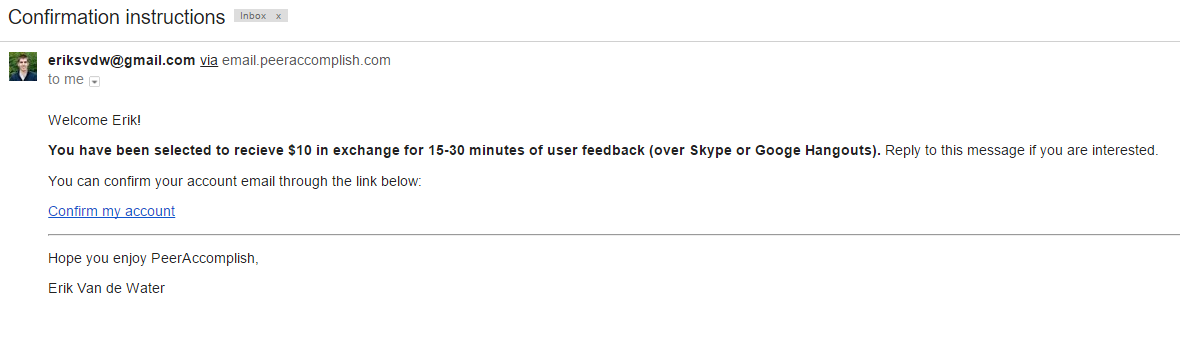 Confirmation instructions Inbox x
eriksvdw@gmail.com via email.peeraccomplish.com
to me
Welcome Erik!
You have been selected to recieve $10 in exchange for 15-30 minutes of user feedback (over Skype or Googe Hangouts). Reply to this message if you are interested.
You can confirm your account email through the link below:
Confirm my account
Hope you enjoy PeerAccomplish,
Erik Van de Water